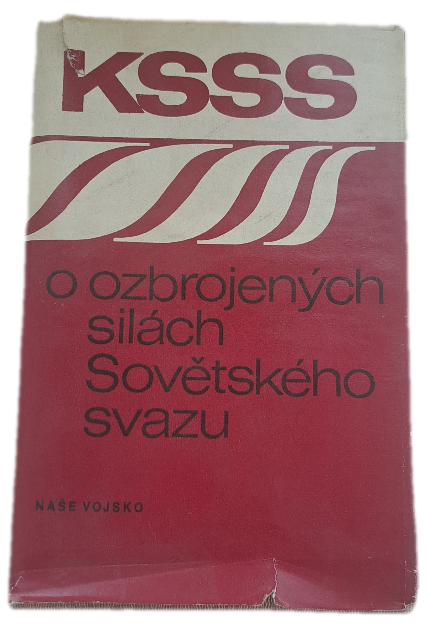 KSSS
o ozbrojených
silách
Sovětského
svazu
NAŠE VOJSKO